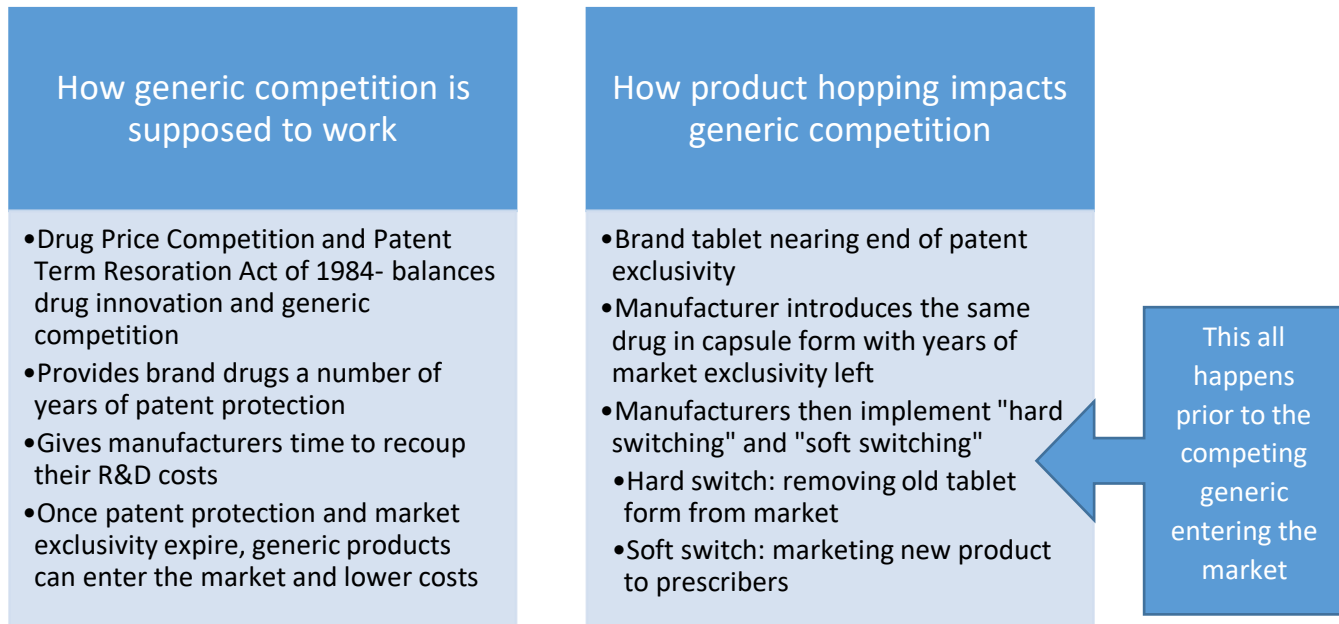 How generic competition is
supposed to work
•Drug Price Competition and Patent
Term Resoration Act of 1984- balances
drug innovation and generic
competition
•Provides brand drugs a number of
years of patent protection
•Gives manufacturers time to recoup
their R&D costs
•Once patent protection and market
exclusivity expire, generic products
can enter the market and lower costs
How product hopping impacts
generic competition
•Brand tablet nearing end of patent
exclusivity
•Manufacturer introduces the same
drug in capsule form with years of
market exclusivity left
•Manufacturers then implement "hard
switching" and "soft switching"
•Hard switch: removing old tablet
form from market
•Soft switch: marketing new product
to prescribers
This all
happens
prior to the
competing
generic
entering the
market